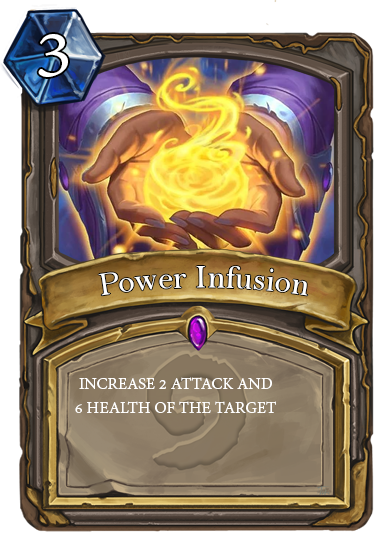 3
Power Infusion
INCREASE 2 ATTACK AND
6 HEALTH OF THE TARGET